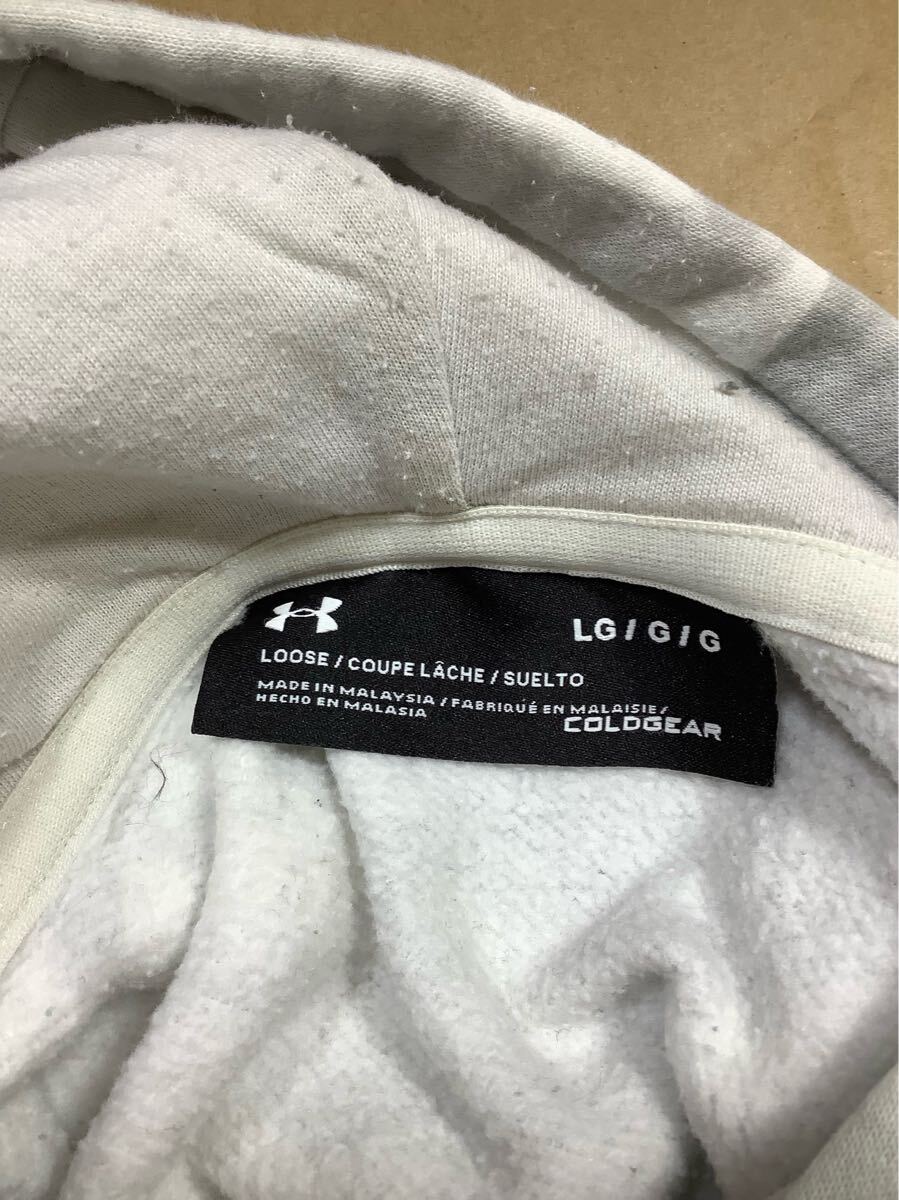 LG / G / G
LOOSE / COUPE LÂCHE / SUELTO
MADE IN MALAYSIA / FABRIQUÉ EN MALAISIE /
HECHO EN MALASIA
COLDGEAR